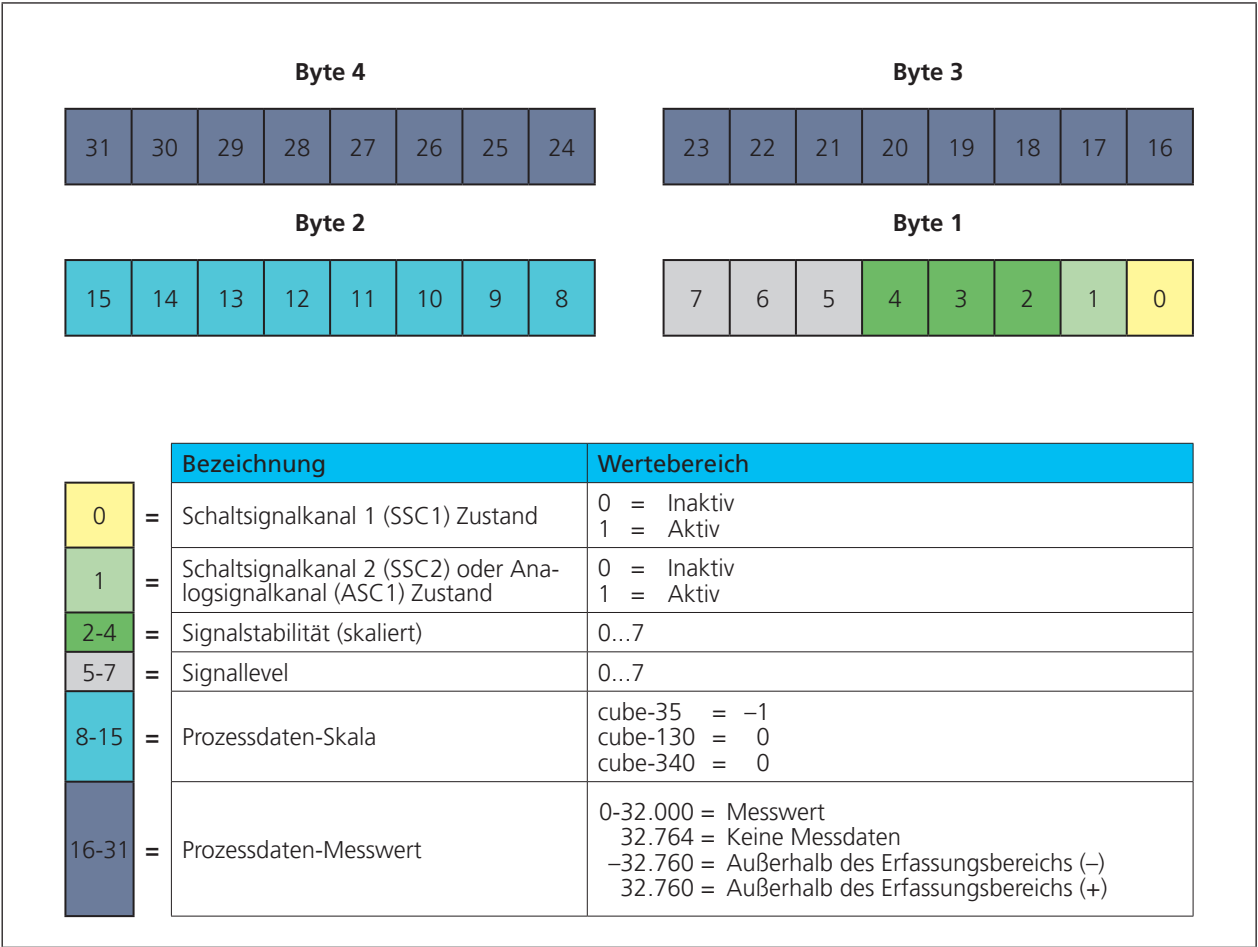 Byte 4
Byte 3
31 30 29 28 27 26 25 24
23 22 21 20 19 18 17 16
Byte 2
Byte 1
15 14 13 12 11 10 9 8
7 6 5 4 3 2 1 0
Bezeichnung
Wertebereich
0 = Schaltsignalkanal 1 (SSC1) Zustand
0 = Inaktiv
1 = Aktiv
1 = Schaltsignalkanal 2 (SSC2) oder Ana-
logsignalkanal (ASC1) Zustand
0 = Inaktiv
1 = Aktiv
2-4 = Signalstabilität (skaliert)
0...7
5-7 = Signallevel
0...7
8-15 = Prozessdaten-Skala
cube-35 = –1
cube-130 = 0
cube-340 = 0
16-31 = Prozessdaten-Messwert
0-32.000 = Messwert
32.764 = Keine Messdaten
–32.760 = Außerhalb des Erfassungsbereichs (–)
32.760 = Außerhalb des Erfassungsbereichs (+)